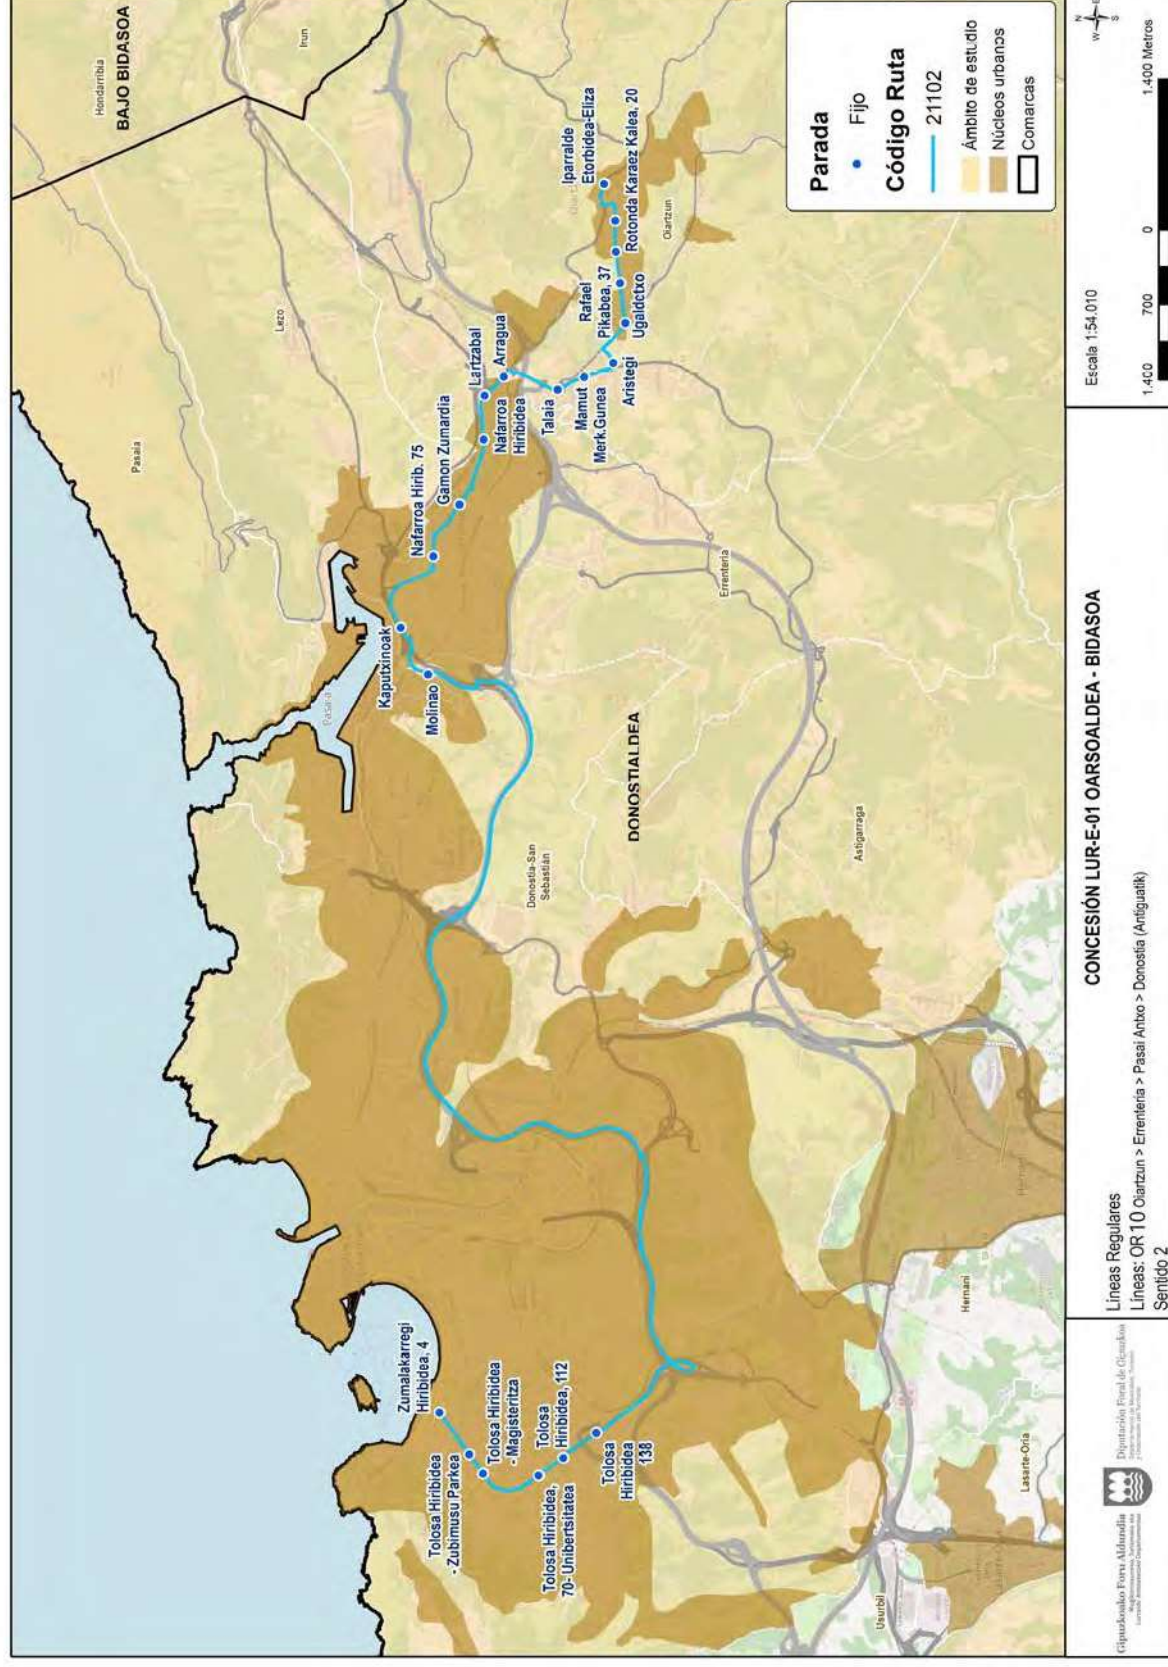 BAJO BIDASOA
Hondarribia
Irun
Lezo
Pasaia
Pasaia
Oiartzun
Errenteria
DONOSTIALDEA
Donostia-San
Sebastián
Astigarraga
Hernani
Lasarte-Oria
Usurbil
Iparralde
Etorbidea-Eliza
Rotonda Karaez Kalea, 20
Rafael
Pikabea, 37
Ugaldetxo
Aristegi
Mamut
Merk.Gunea
Talaia
Arragua
Lartzabal
Nafarroa
Hiribidea
Gamon Zumardia
Nafarroa Hirib. 75
Kaputxinoak
Molinao
Zumalakarregi
Hiribidea, 4
Tolosa Hiribidea
- Zubimusu Parkea
Tolosa Hiribidea
- Magisteritza
Tolosa Hiribidea,
70- Unibertsitatea
Tolosa
Hiribidea, 112
Tolosa
Hiribidea
138
Parada
Fijo
Código Ruta
21102
Ámbito de estudio
Núcleos urbanos
Comarcas
Gipuzkoako Foru Aldundia
Diputación Foral de Gipuzkoa
Líneas Regulares
Líneas: OR 10 Oiartzun > Errenteria > Pasai Antxo > Donostia (Antiguatik)
Sentido 2
CONCESIÓN LUR-E-01 OARSOALDEA - BIDASOA
Escala 1:54.010
1.400 700 0 1.400 Metros
N
W
E
S